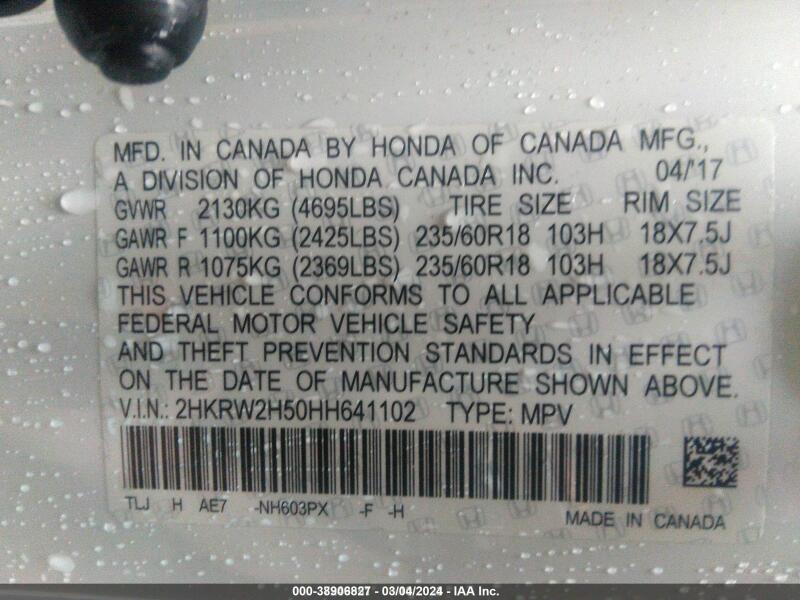 MFD. IN CANADA BY HONDA OF CANADA MFG.,
A DIVISION OF HONDA CANADA INC. 04/'17
GVWR 2130KG (4695LBS) TIRE SIZE RIM SIZE
GAWR F 1100KG (2425LBS) 235/60R18 103H 18X7.5J
GAWR R 1075KG (2369LBS) 235/60R18 103H 18X7.5J
THIS VEHICLE CONFORMS TO ALL APPLICABLE
FEDERAL MOTOR VEHICLE SAFETY
AND THEFT PREVENTION STANDARDS IN EFFECT
ON THE DATE OF MANUFACTURE SHOWN ABOVE.
V.I.N.: 2HKRW2H50HH641102 TYPE: MPV
TLJ H AE7 -NH603PX -F -H
MADE IN CANADA
000-38906827 - 03/04/2024 - IAA Inc.